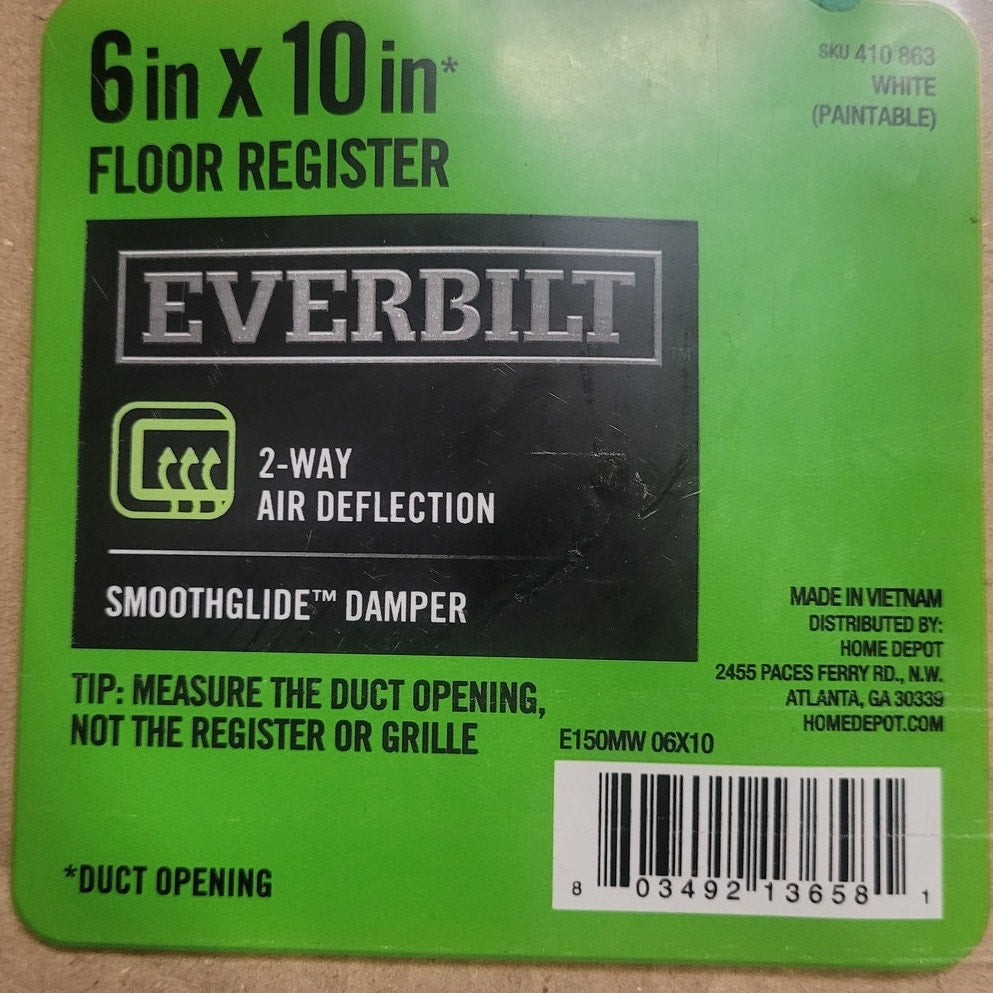 6 in x 10 in*
FLOOR REGISTER
SKU 410 863
WHITE
(PAINTABLE)
EVERBILT™
2-WAY
AIR DEFLECTION
SMOOTHGLIDE™ DAMPER
TIP: MEASURE THE DUCT OPENING,
NOT THE REGISTER OR GRILLE
*DUCT OPENING
MADE IN VIETNAM
DISTRIBUTED BY:
HOME DEPOT
2455 PACES FERRY RD., N.W.
ATLANTA, GA 30339
HOMEDEPOT.COM
E150MW 06X10
8 03492 13658 1